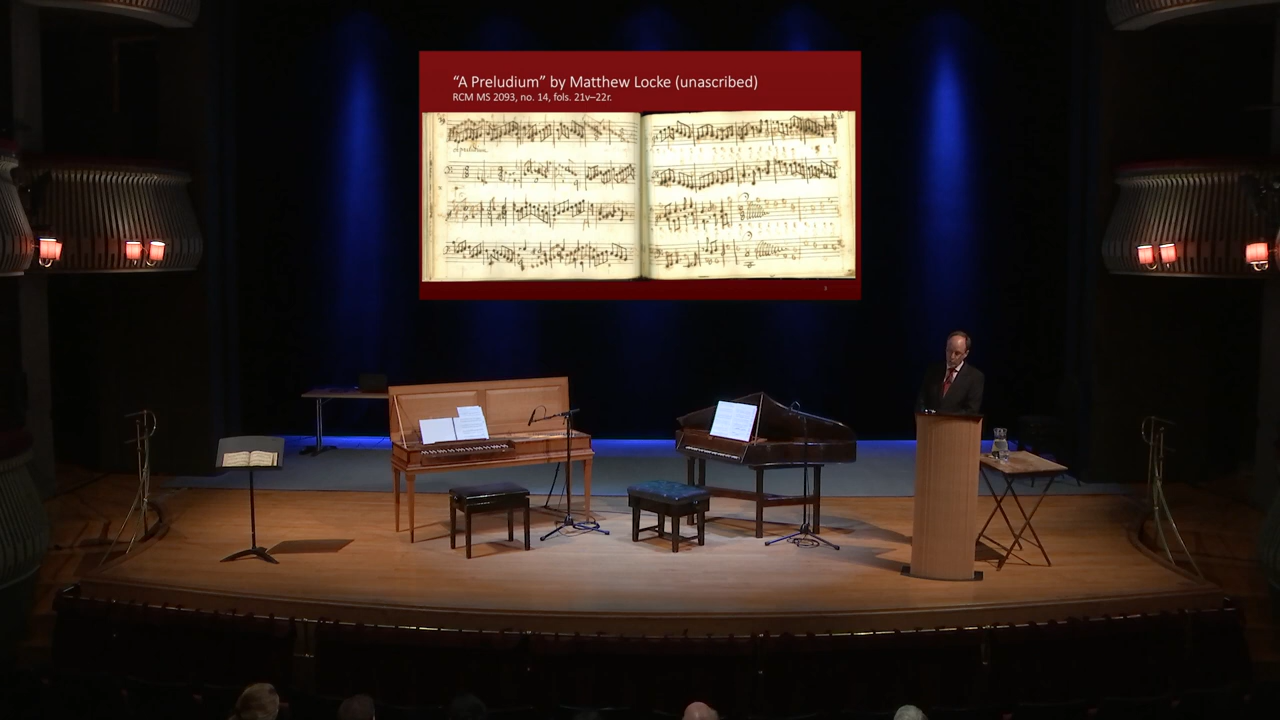 “A Preludium” by Matthew Locke (unascribed)
RCM MS 2093, no. 14, fols. 21v–22r.